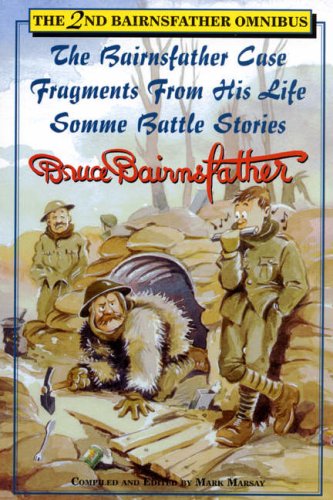 THE 2ND BAIRNSFATHER OMNIBUS
The Bairnsfather Case
Fragments From His Life
Somme Battle Stories
Bruce Bairnsfather
COMPILED AND EDITED BY MARK MARSAY